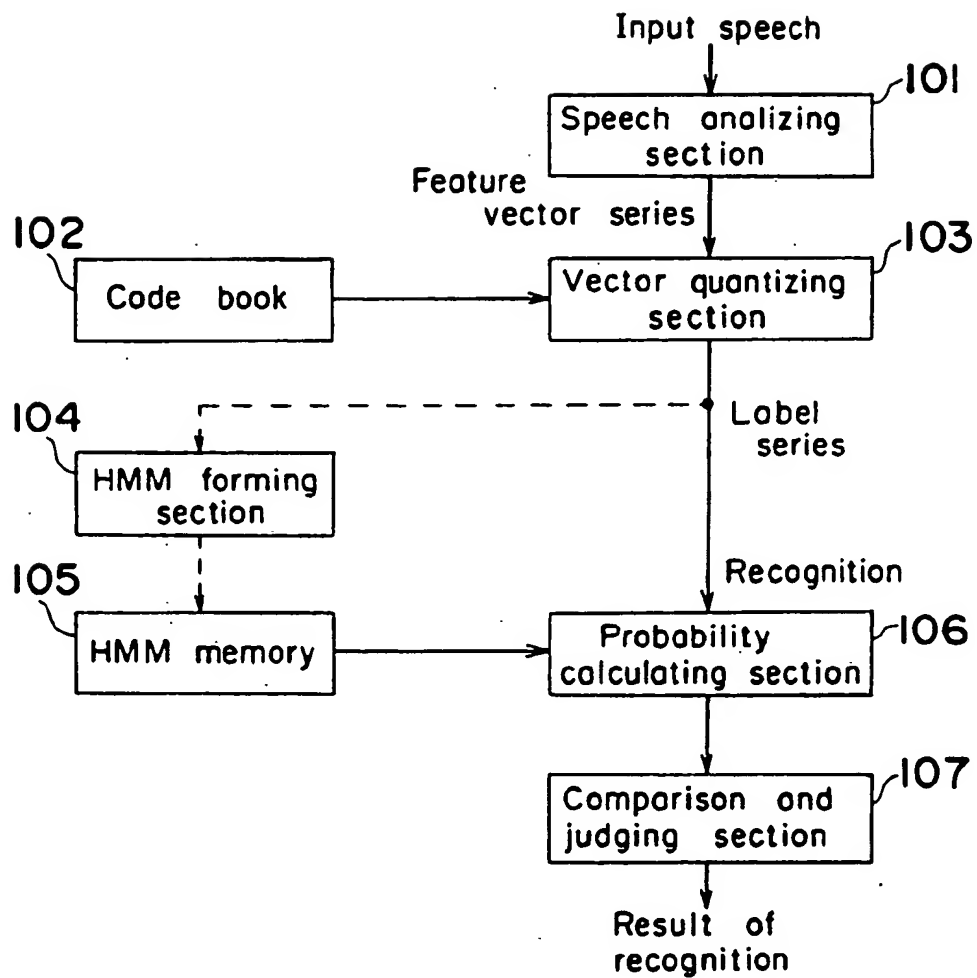 Input speech
101
Speech analizing
section
Feature
vector series
102
103
Code book
Vector quantizing
section
104
Label
series
HMM forming
section
105
Recognition
HMM memory
106
Probability
calculating section
107
Comparison and
judging section
Result of
recognition